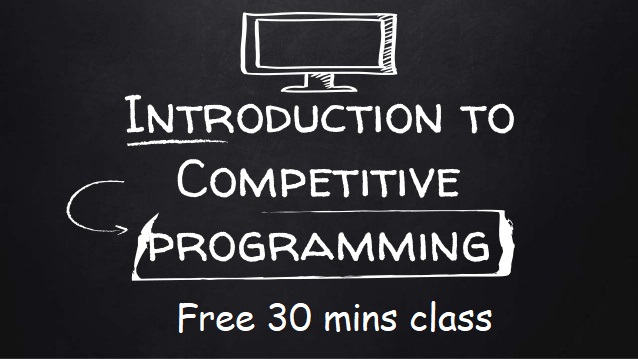 Introduction to
Competitive
programming
Free 30 mins class